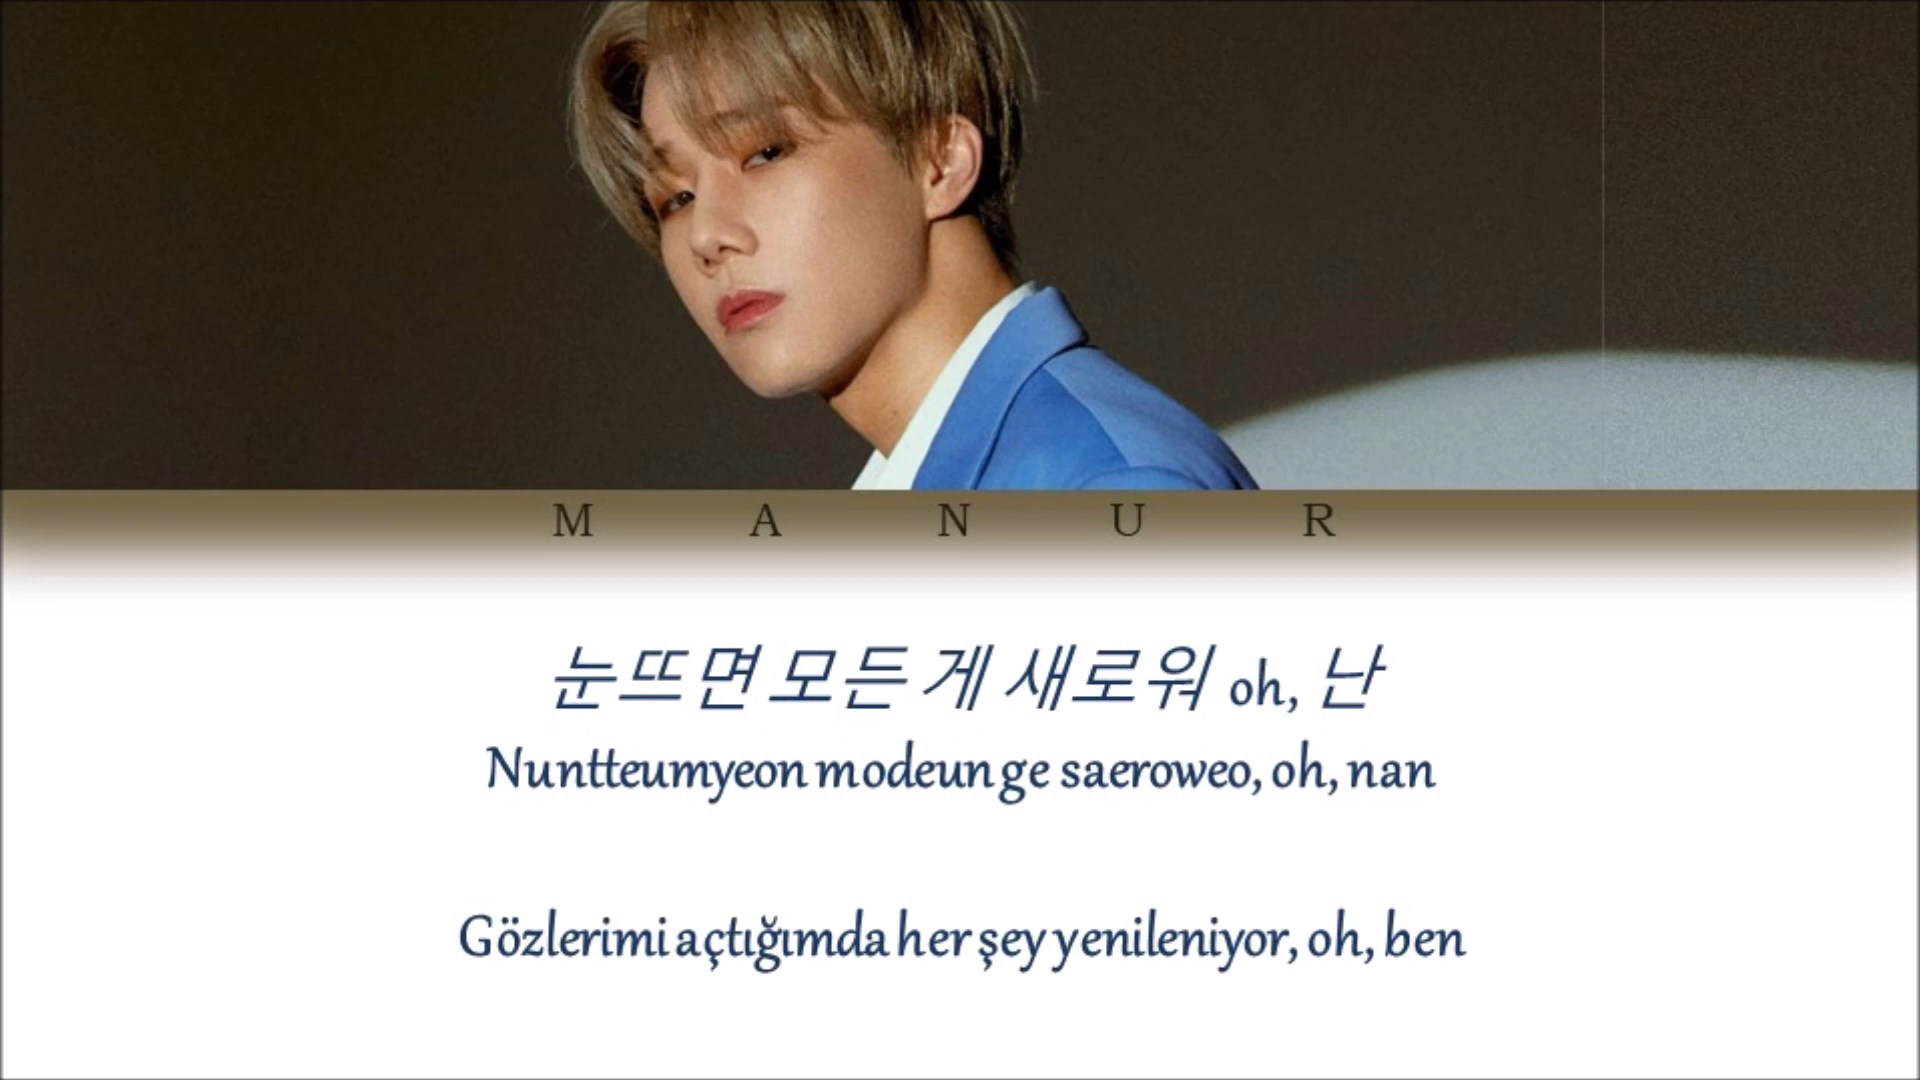 M A N U R
눈뜨면 모든 게 새로워 oh, 난
Nuntteumyeon modeun ge saeroweo, oh, nan
Gözlerimi açtığımda her şey yenileniyor, oh, ben